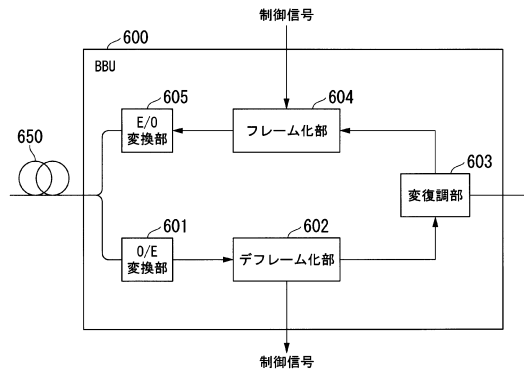 制御信号
600
BBU
605
E/O
変換部
604
フレーム化部
650
603
変復調部
601
O/E
変換部
602
デフレーム化部
制御信号